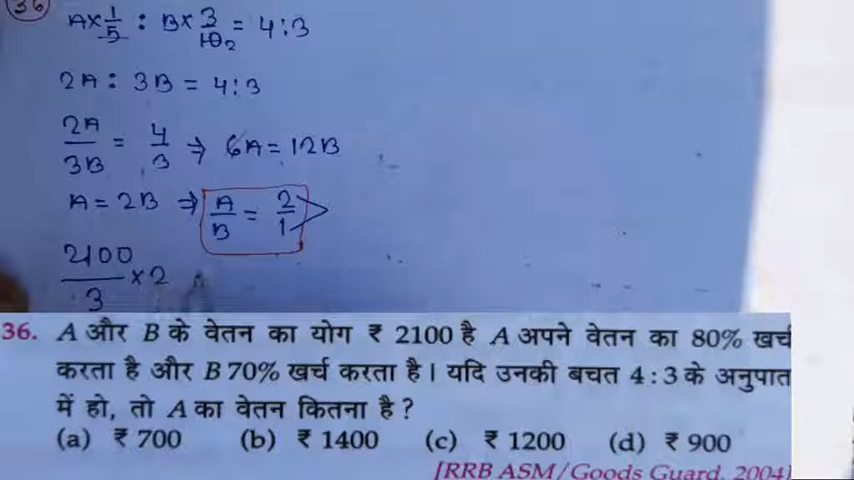 36
A×1/5 : B×3/10 2 = 4:3
2A : 3B = 4:3
2A/3B = 4/3 ⇒ 6A = 12B
A = 2B ⇒ A/B = 2/1
2100/3 ×2
36. A और B के वेतन का योग ₹ 2100 है A अपने वेतन का 80% खर्च
करता है और B 70% खर्च करता है। यदि उनकी बचत 4 : 3 के अनुपात
में हो, तो A का वेतन कितना है?
(a) ₹ 700 (b) ₹ 1400 (c) ₹ 1200 (d) ₹ 900
[RRB ASM/Goods Guard, 2004]